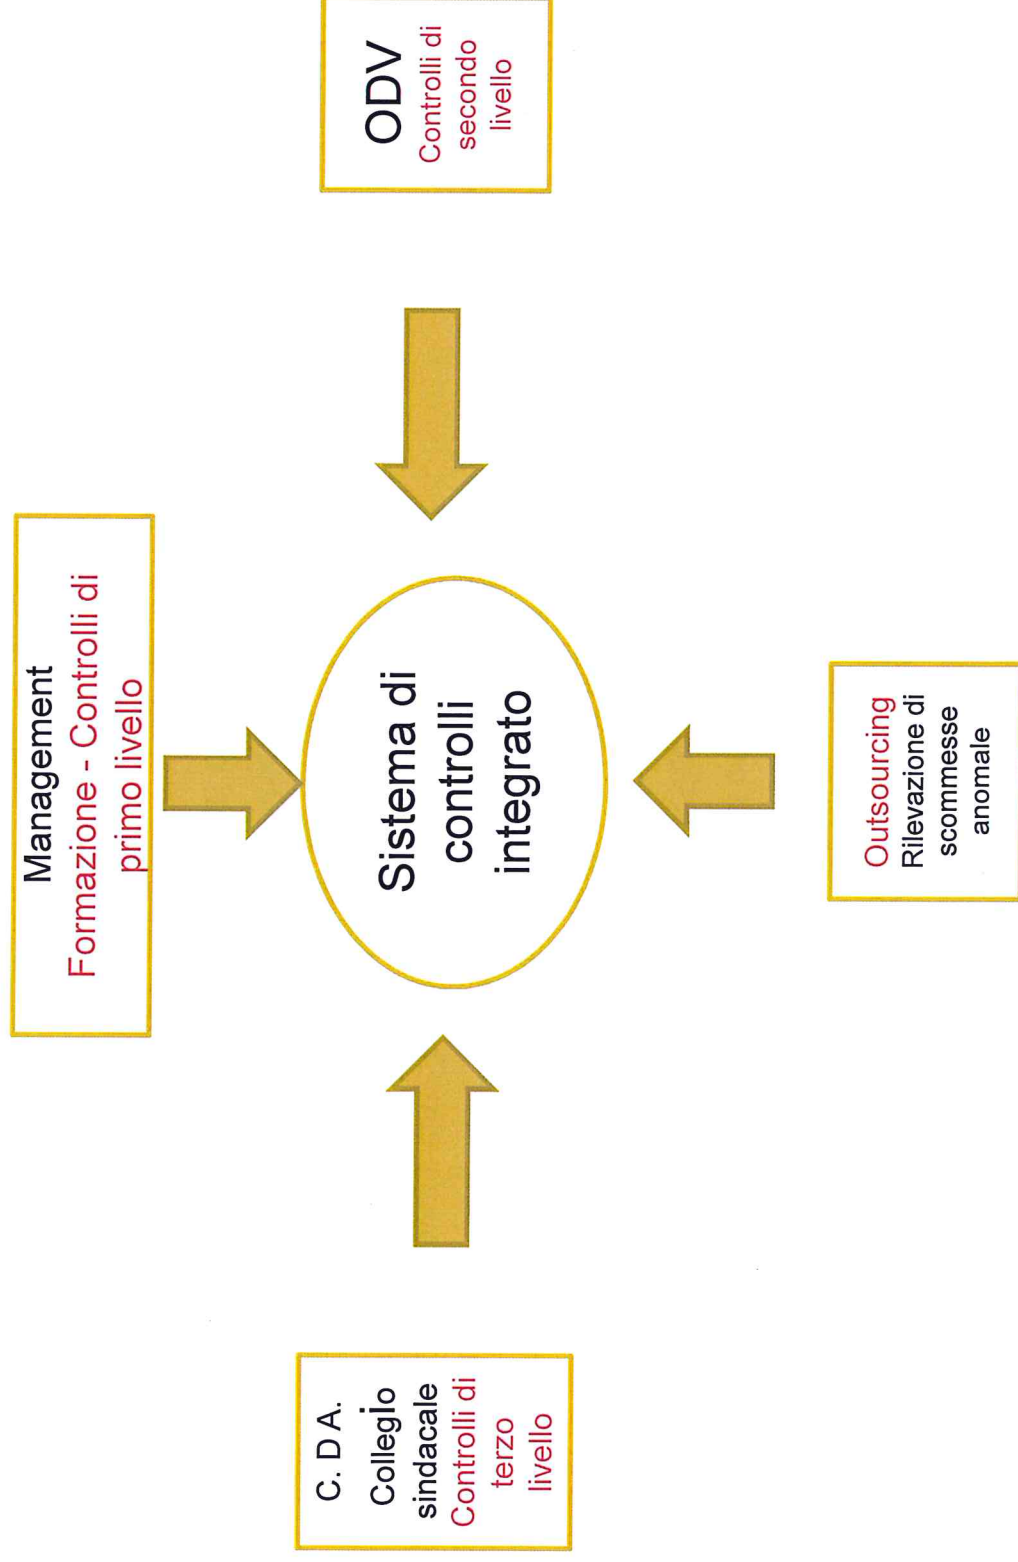 Management
Formazione - Controlli di
primo livello
C. D A.
Collegio
sindacale
Controlli di
terzo
livello
Sistema di
controlli
integrato
ODV
Controlli di
secondo
livello
Outsourcing
Rilevazione di
scommesse
anomale